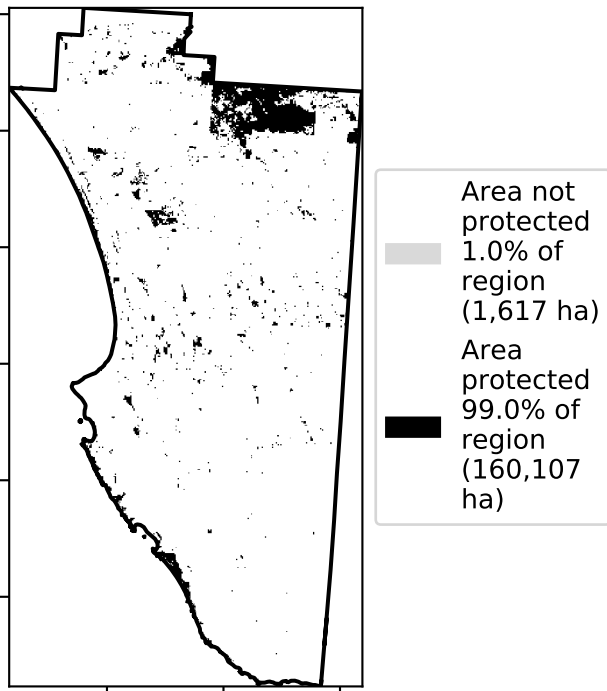 Area not
protected
1.0% of
region
(1,617 ha)
Area
protected
99.0% of
region
(160,107
ha)